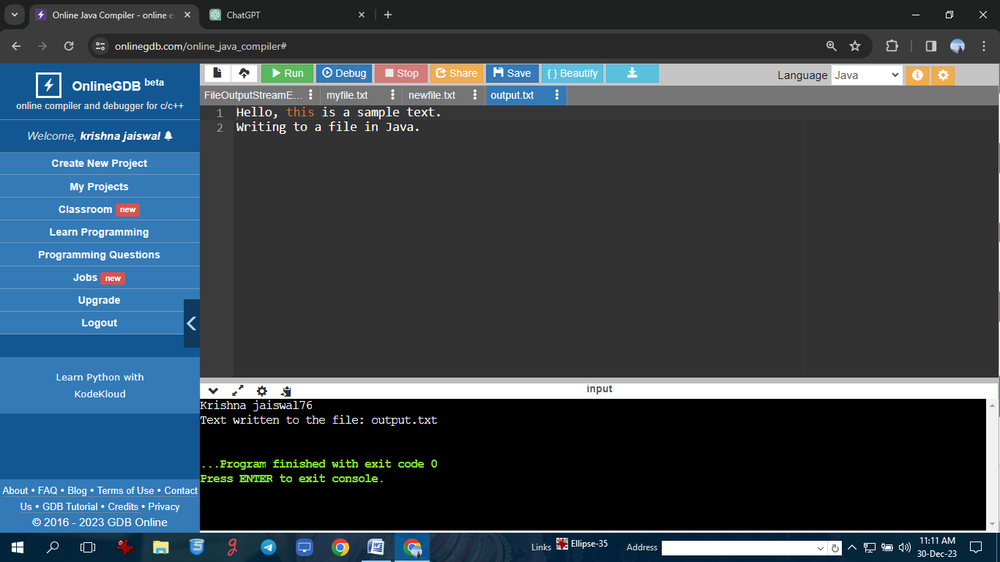 Online Java Compiler - online e
ChatGPT
onlinegdb.com/online_java_compiler#
OnlineGDB beta
online compiler and debugger for c/c++
Welcome, krishna jaiswal
Create New Project
My Projects
Classroom new
Learn Programming
Programming Questions
Jobs new
Upgrade
Logout
Learn Python with
KodeKloud
About • FAQ • Blog • Terms of Use • Contact
Us • GDB Tutorial • Credits • Privacy
© 2016 - 2023 GDB Online
Run Debug Stop Share Save { } Beautify
Language Java
FileOutputStreamE... myfile.txt newfile.txt output.txt
1 Hello, this is a sample text.
2 Writing to a file in Java.
input
Krishna jaiswal76
Text written to the file: output.txt
...Program finished with exit code 0
Press ENTER to exit console.
Links Ellipse-35 Address
11:11 AM
30-Dec-23